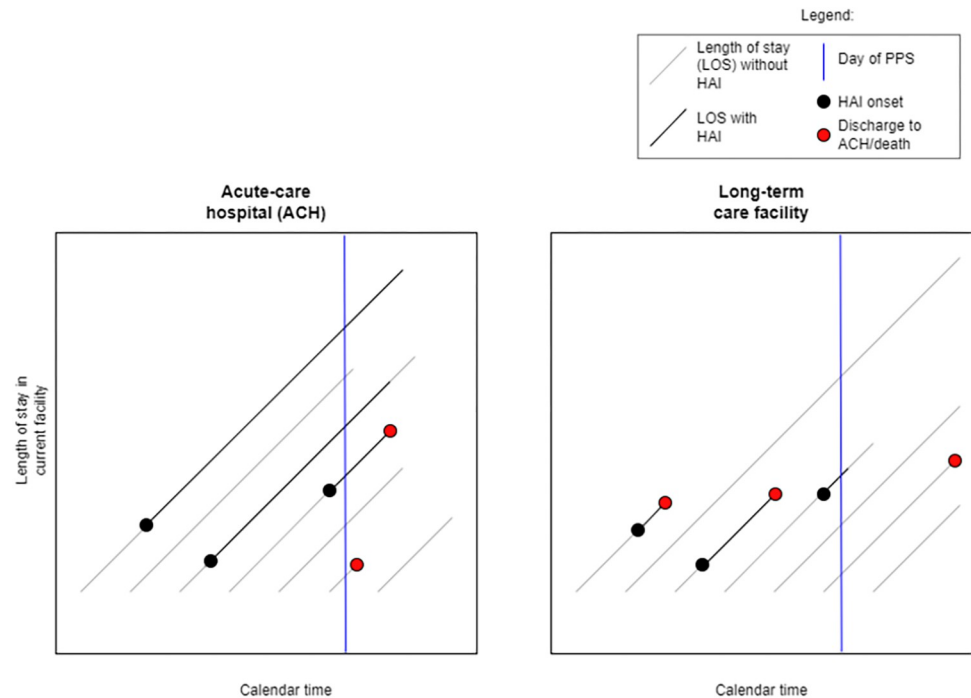 Legend:
Length of stay
(LOS) without
HAI
Day of PPS
HAI onset
LOS with
HAI
Discharge to
ACH/death
Acute-care
hospital (ACH)
Long-term
care facility
Length of stay in
current facility
Calendar time
Calendar time